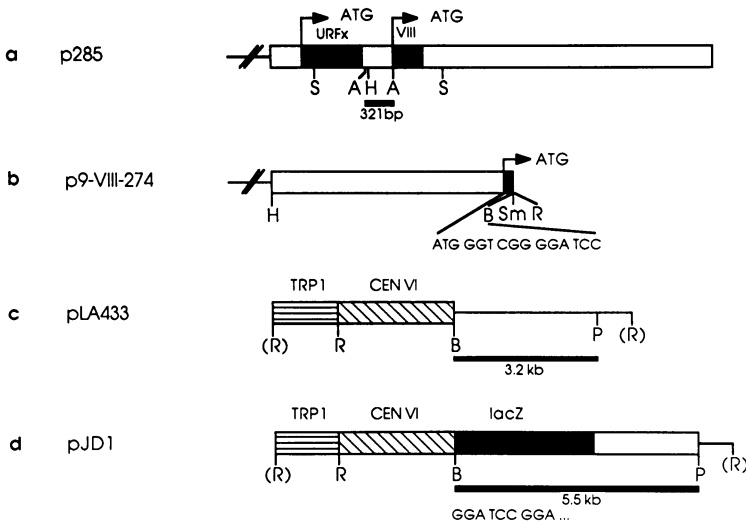 ATG ATG
URFx VIII
a p285
S A H A S
321bp
ATG
b p9-VIII-274
H B Sm R
ATG GGT CGG GGA TCC
TRP1 CEN VI
c pLA433
(R) R B P (R)
3.2 kb
TRP1 CEN VI lacZ
d pJD1
(R) R B P (R)
5.5 kb
GGA TCC GGA ...